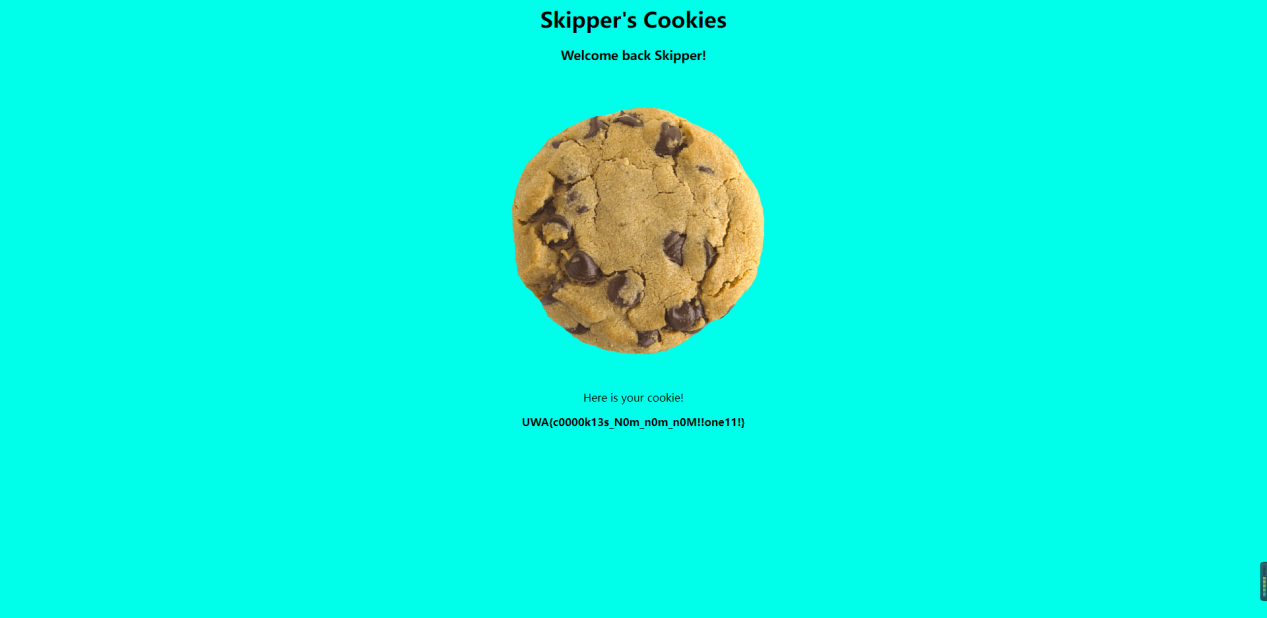 Skipper's Cookies
Welcome back Skipper!
Here is your cookie!
UWA{c0000k13s_N0m_n0m_n0M!!one11!}